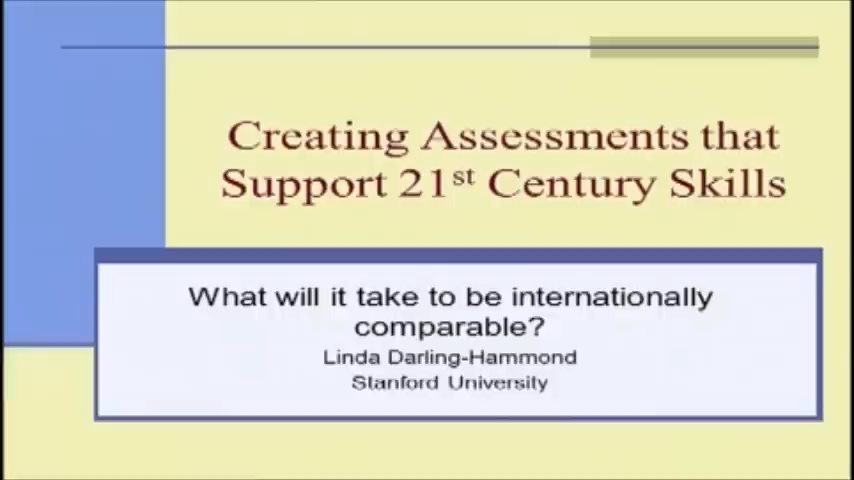 Creating Assessments that
Support 21st Century Skills
What will it take to be internationally
comparable?
Linda Darling-Hammond
Stanford University